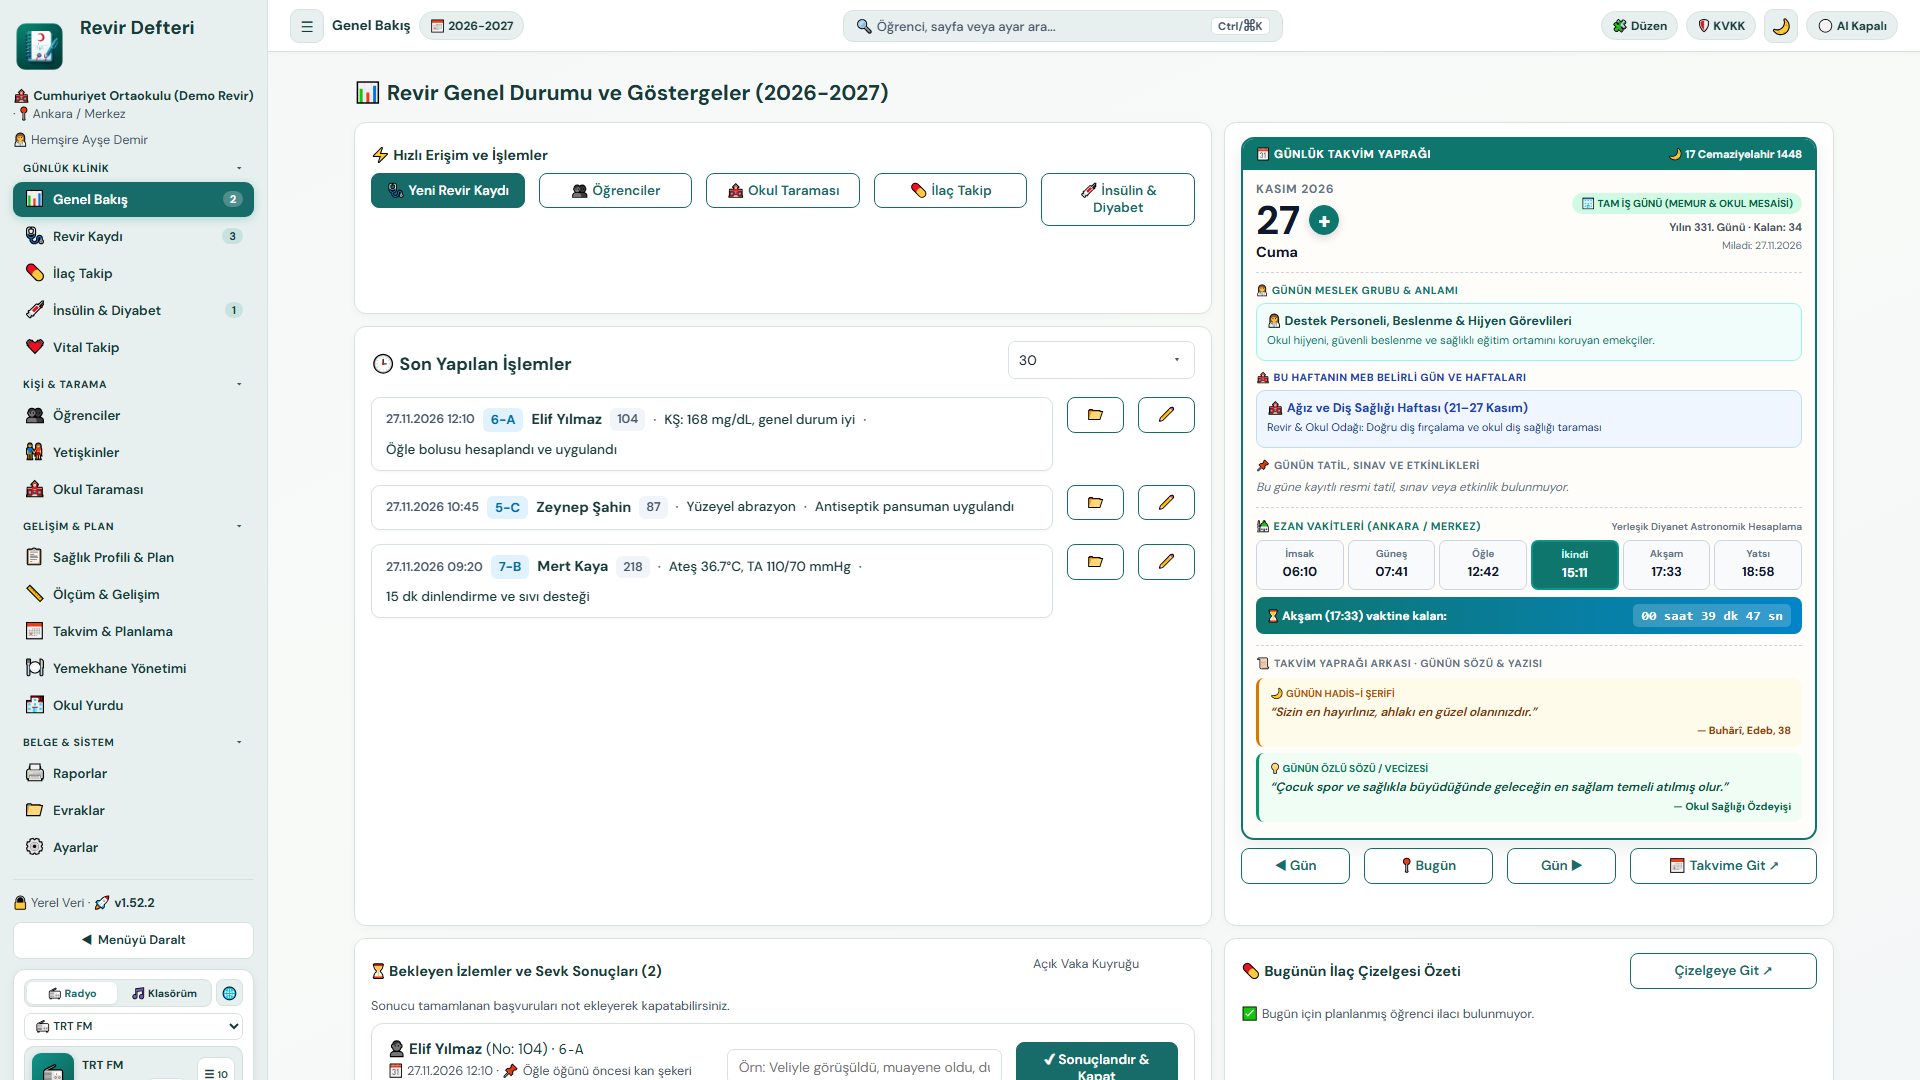 Revir Defteri
Cumhuriyet Ortaokulu (Demo Revir)
· Ankara / Merkez
Hemşire Ayşe Demir
GÜNLÜK KLİNİK
Genel Bakış 2
Revir Kaydı 3
İlaç Takip
İnsülin & Diyabet 1
Vital Takip
KİŞİ & TARAMA
Öğrenciler
Yetişkinler
Okul Taraması
GELİŞİM & PLAN
Sağlık Profili & Plan
Ölçüm & Gelişim
Takvim & Planlama
Yemekhane Yönetimi
Okul Yurdu
BELGE & SİSTEM
Raporlar
Evraklar
Ayarlar
Yerel Veri · v1.52.2
◀ Menüyü Daralt
Radyo Klasörüm
TRT FM
TRT FM
☰ 10
☰ Genel Bakış 2026-2027
Öğrenci, sayfa veya ayar ara... Ctrl/⌘K
Düzen KVKK AI Kapalı
Revir Genel Durumu ve Göstergeler (2026-2027)
Hızlı Erişim ve İşlemler
Yeni Revir Kaydı
Öğrenciler
Okul Taraması
İlaç Takip
İnsülin &
Diyabet
Son Yapılan İşlemler
30
27.11.2026 12:10 6-A Elif Yılmaz 104 · KŞ: 168 mg/dL, genel durum iyi ·
Öğle bolusu hesaplandı ve uygulandı
27.11.2026 10:45 5-C Zeynep Şahin 87 · Yüzeyel abrazyon · Antiseptik pansuman uygulandı
27.11.2026 09:20 7-B Mert Kaya 218 · Ateş 36.7°C, TA 110/70 mmHg ·
15 dk dinlendirme ve sıvı desteği
GÜNLÜK TAKVİM YAPRAĞI 17 Cemaziyelahir 1448
KASIM 2026
27 +
Cuma
TAM İŞ GÜNÜ (MEMUR & OKUL MESAİSİ)
Yılın 331. Günü · Kalan: 34
Miladi: 27.11.2026
GÜNÜN MESLEK GRUBU & ANLAMI
Destek Personeli, Beslenme & Hijyen Görevlileri
Okul hijyeni, güvenli beslenme ve sağlıklı eğitim ortamını koruyan emekçiler.
BU HAFTANIN MEB BELİRLİ GÜN VE HAFTALARI
Ağız ve Diş Sağlığı Haftası (21–27 Kasım)
Revir & Okul Odağı: Doğru diş fırçalama ve okul diş sağlığı taraması
GÜNÜN TATİL, SINAV VE ETKİNLİKLERİ
Bu güne kayıtlı resmi tatil, sınav veya etkinlik bulunmuyor.
EZAN VAKİTLERİ (ANKARA / MERKEZ) Yerleşik Diyanet Astronomik Hesaplama
İmsak Güneş Öğle İkindi Akşam Yatsı
06:10 07:41 12:42 15:11 17:33 18:58
Akşam (17:33) vaktine kalan: 00 saat 39 dk 47 sn
TAKVİM YAPRAĞI ARKASI · GÜNÜN SÖZÜ & YAZISI
GÜNÜN HADİS-İ ŞERİFİ
“Sizin en hayırlınız, ahlakı en güzel olanınızdır.”
— Buhârî, Edeb, 38
GÜNÜN ÖZLÜ SÖZÜ / VECİZESİ
“Çocuk spor ve sağlıkla büyüdüğünde geleceğin en sağlam temeli atılmış olur.”
— Okul Sağlığı Özdeyişi
◀ Gün Bugün Gün ▶ Takvime Git ↗
Bekleyen İzlemler ve Sevk Sonuçları (2) Açık Vaka Kuyruğu
Sonucu tamamlanan başvuruları not ekleyerek kapatabilirsiniz.
Elif Yılmaz (No: 104) · 6-A
27.11.2026 12:10 · Öğle öğünü öncesi kan şekeri
Örn: Veliyle görüşüldü, muayene oldu, dı
✔ Sonuçlandır &
Kapat
Bugünün İlaç Çizelgesi Özeti Çizelgeye Git ↗
Bugün için planlanmış öğrenci ilacı bulunmuyor.